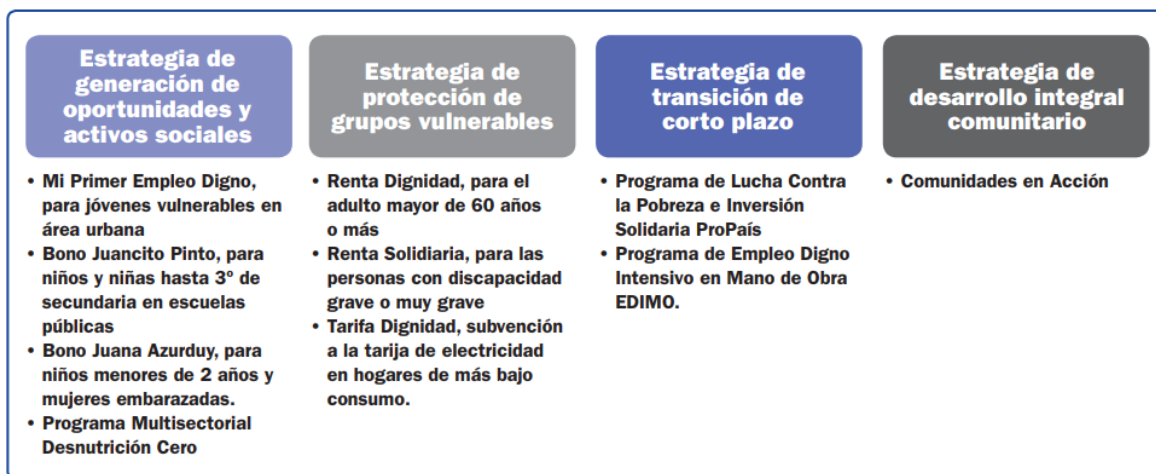 Estrategia de
generación de
oportunidades y
activos sociales
• Mi Primer Empleo Digno,
para jóvenes vulnerables en
área urbana
• Bono Juancito Pinto, para
niños y niñas hasta 3º de
secundaria en escuelas
públicas
• Bono Juana Azurduy, para
niños menores de 2 años y
mujeres embarazadas.
• Programa Multisectorial
Desnutrición Cero
Estrategia de
protección de
grupos vulnerables
• Renta Dignidad, para el
adulto mayor de 60 años
o más
• Renta Solidiaria, para las
personas con discapacidad
grave o muy grave
• Tarifa Dignidad, subvención
a la tarija de electricidad
en hogares de más bajo
consumo.
Estrategia de
transición de
corto plazo
• Programa de Lucha Contra
la Pobreza e Inversión
Solidaria ProPaís
• Programa de Empleo Digno
Intensivo en Mano de Obra
EDIMO.
Estrategia de
desarrollo integral
comunitario
• Comunidades en Acción